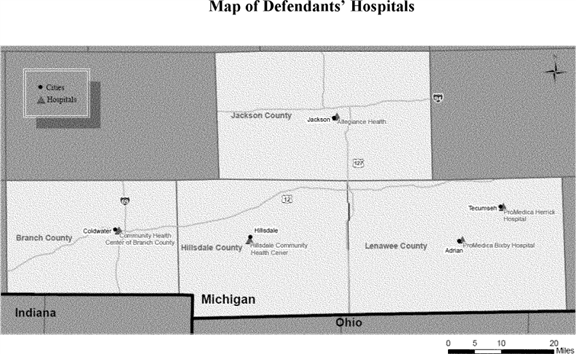 Map of Defendants' Hospitals
Cities
Hospitals
N
94
Jackson County
Jackson
Allegiance Health
127
12
Tecumseh
ProMedica Herrick
Hospital
Branch County
Coldwater
Community Health
Center of Branch County
Hillsdale
Hillsdale County
Hillsdale Community
Health Center
Lenawee County
Adrian
ProMedica Bixby Hospital
Michigan
Indiana
Ohio
0 5 10 20
Miles